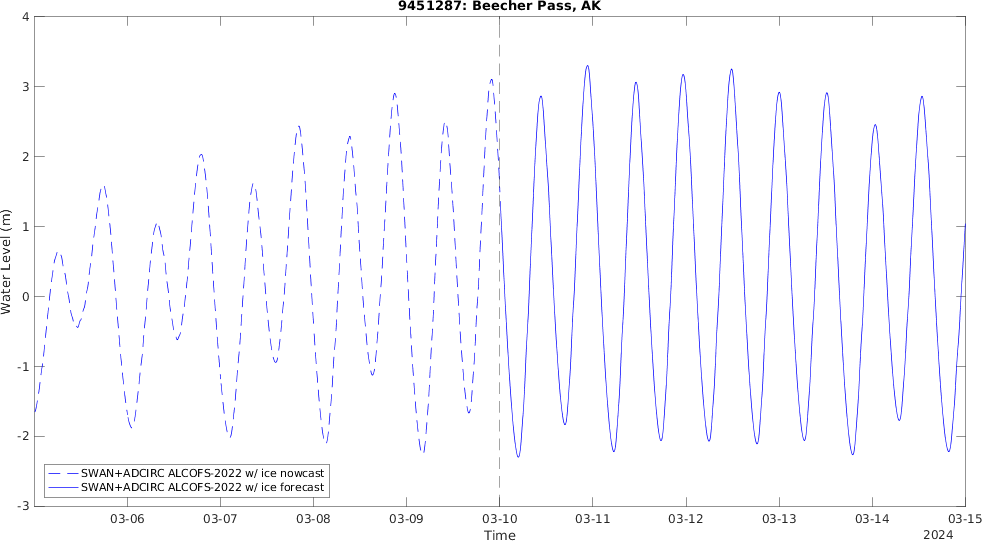 9451287: Beecher Pass, AK
Water Level (m)
4
3
2
1
0
-1
-2
-3
SWAN+ADCIRC ALCOFS-2022 w/ ice nowcast
SWAN+ADCIRC ALCOFS-2022 w/ ice forecast
03-06 03-07 03-08 03-09 03-10 03-11 03-12 03-13 03-14 03-15
Time
2024